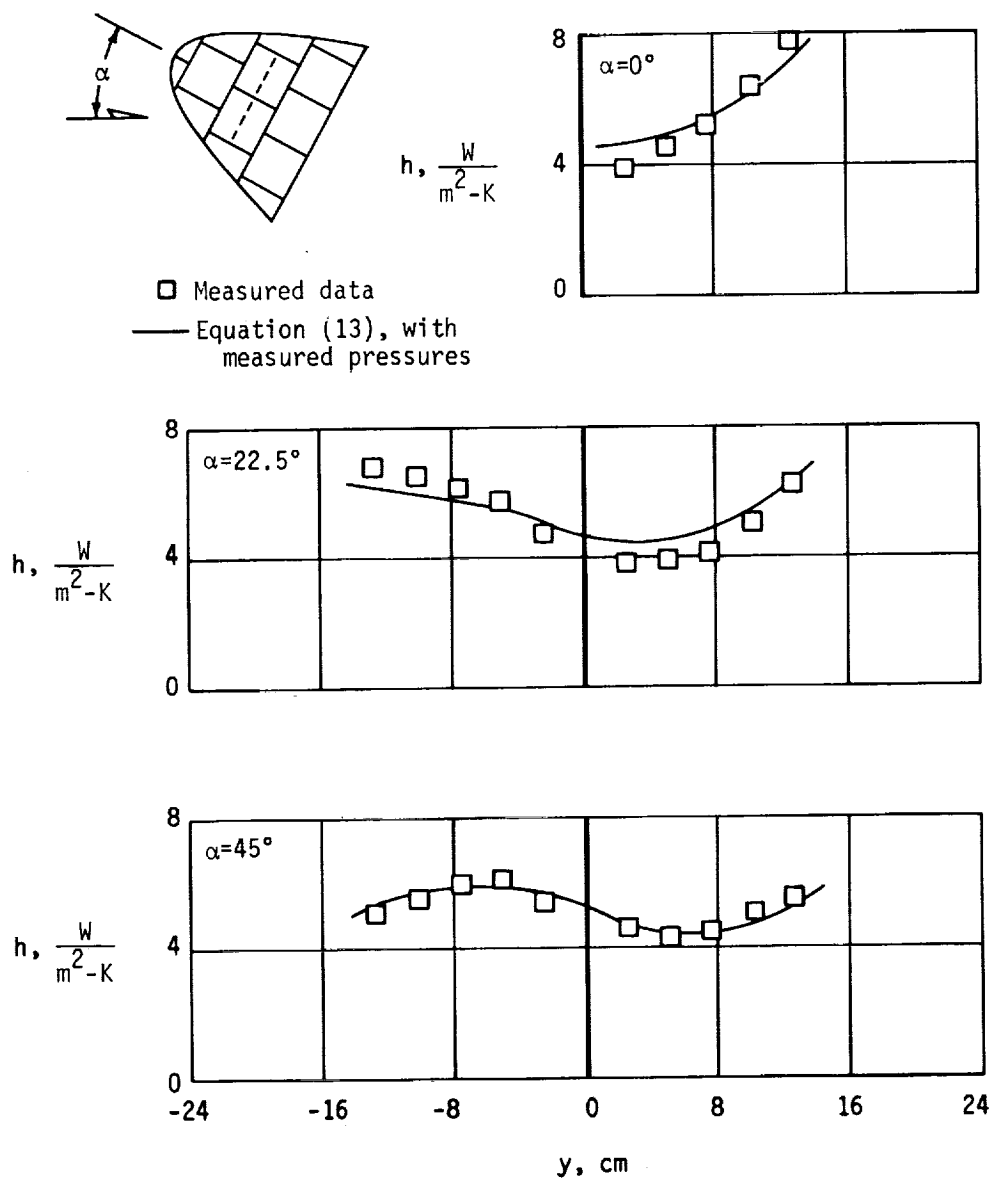 α
8
α=0°
h, W/m²-K
4
0
Measured data
Equation (13), with
measured pressures
8
α=22.5°
h, W/m²-K
4
0
8
α=45°
h, W/m²-K
4
0
-24 -16 -8 0 8 16 24
y, cm